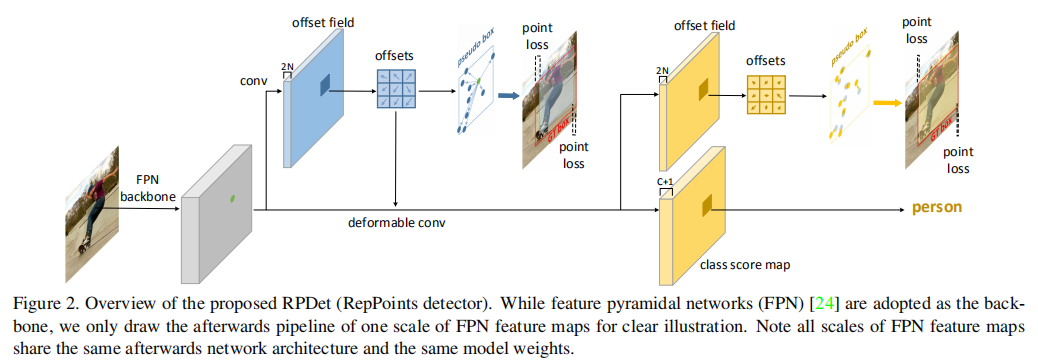 offset field
2N
conv
offsets
pseudo box
point
loss
GT box
point
loss
offset field
2N
offsets
pseudo box
point
loss
GT box
point
loss
FPN
backbone
deformable conv
C+1
person
class score map
Figure 2. Overview of the proposed RPDet (RepPoints detector). While feature pyramidal networks (FPN) [24] are adopted as the back-
bone, we only draw the afterwards pipeline of one scale of FPN feature maps for clear illustration. Note all scales of FPN feature maps
share the same afterwards network architecture and the same model weights.